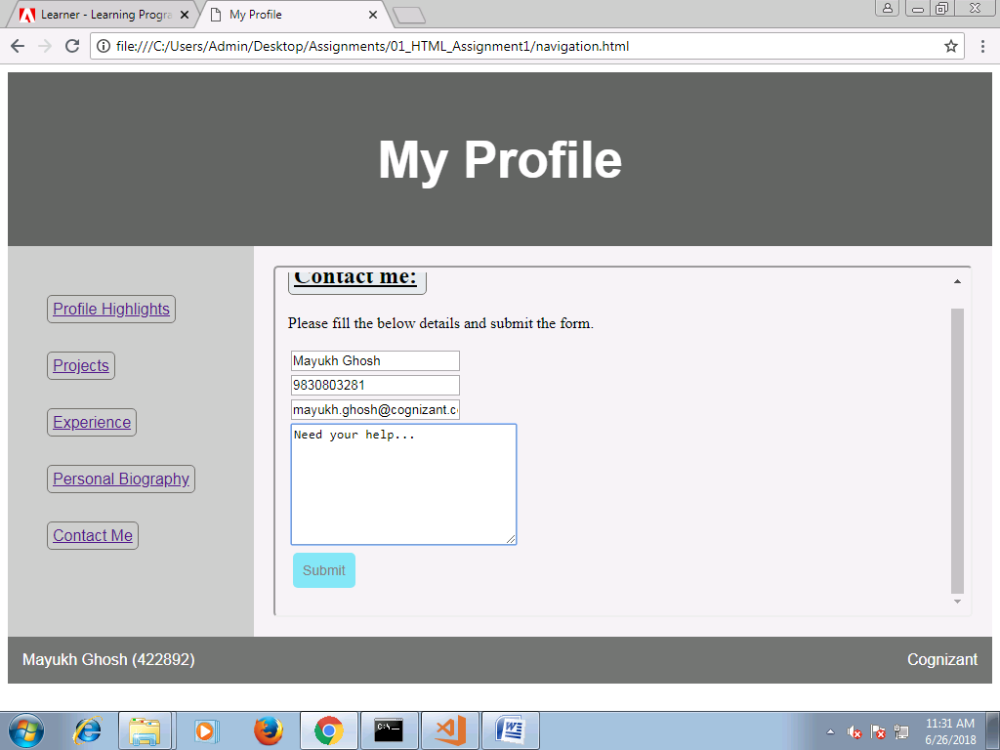 Learner - Learning Progra
My Profile
file:///C:/Users/Admin/Desktop/Assignments/01_HTML_Assignment1/navigation.html
My Profile
Profile Highlights
Projects
Experience
Personal Biography
Contact Me
Contact me:
Please fill the below details and submit the form.
Mayukh Ghosh
9830803281
mayukh.ghosh@cognizant.c
Need your help...
Submit
Mayukh Ghosh (422892)
Cognizant
C:\_
11:31 AM
6/26/2018